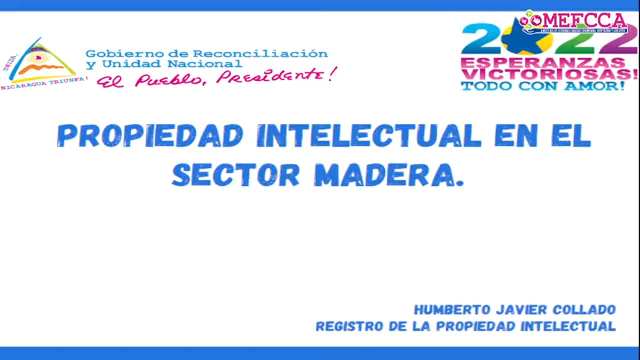 MEFCCA
Gobierno de Reconciliación
y Unidad Nacional
El Pueblo, Presidente!
UNIDA,
NICARAGUA TRIUNFA!
2022
ESPERANZAS
VICTORIOSAS!
TODO CON AMOR!
PROPIEDAD INTELECTUAL EN EL
SECTOR MADERA.
HUMBERTO JAVIER COLLADO
REGISTRO DE LA PROPIEDAD INTELECTUAL